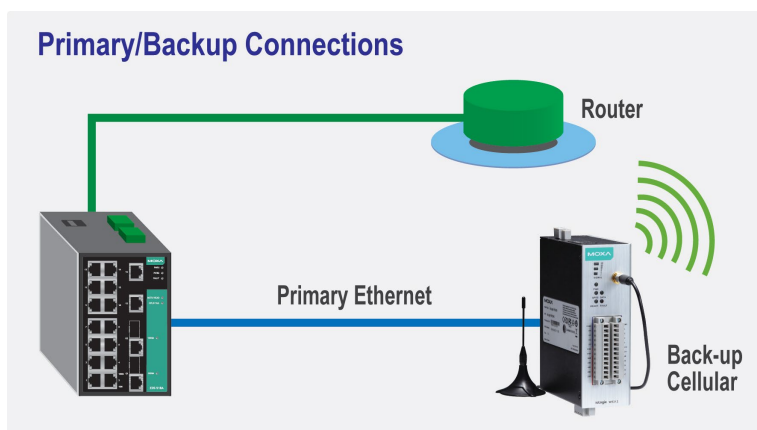 Primary/Backup Connections
Router
MOXA
MOXA
Primary Ethernet
Back-up
Cellular